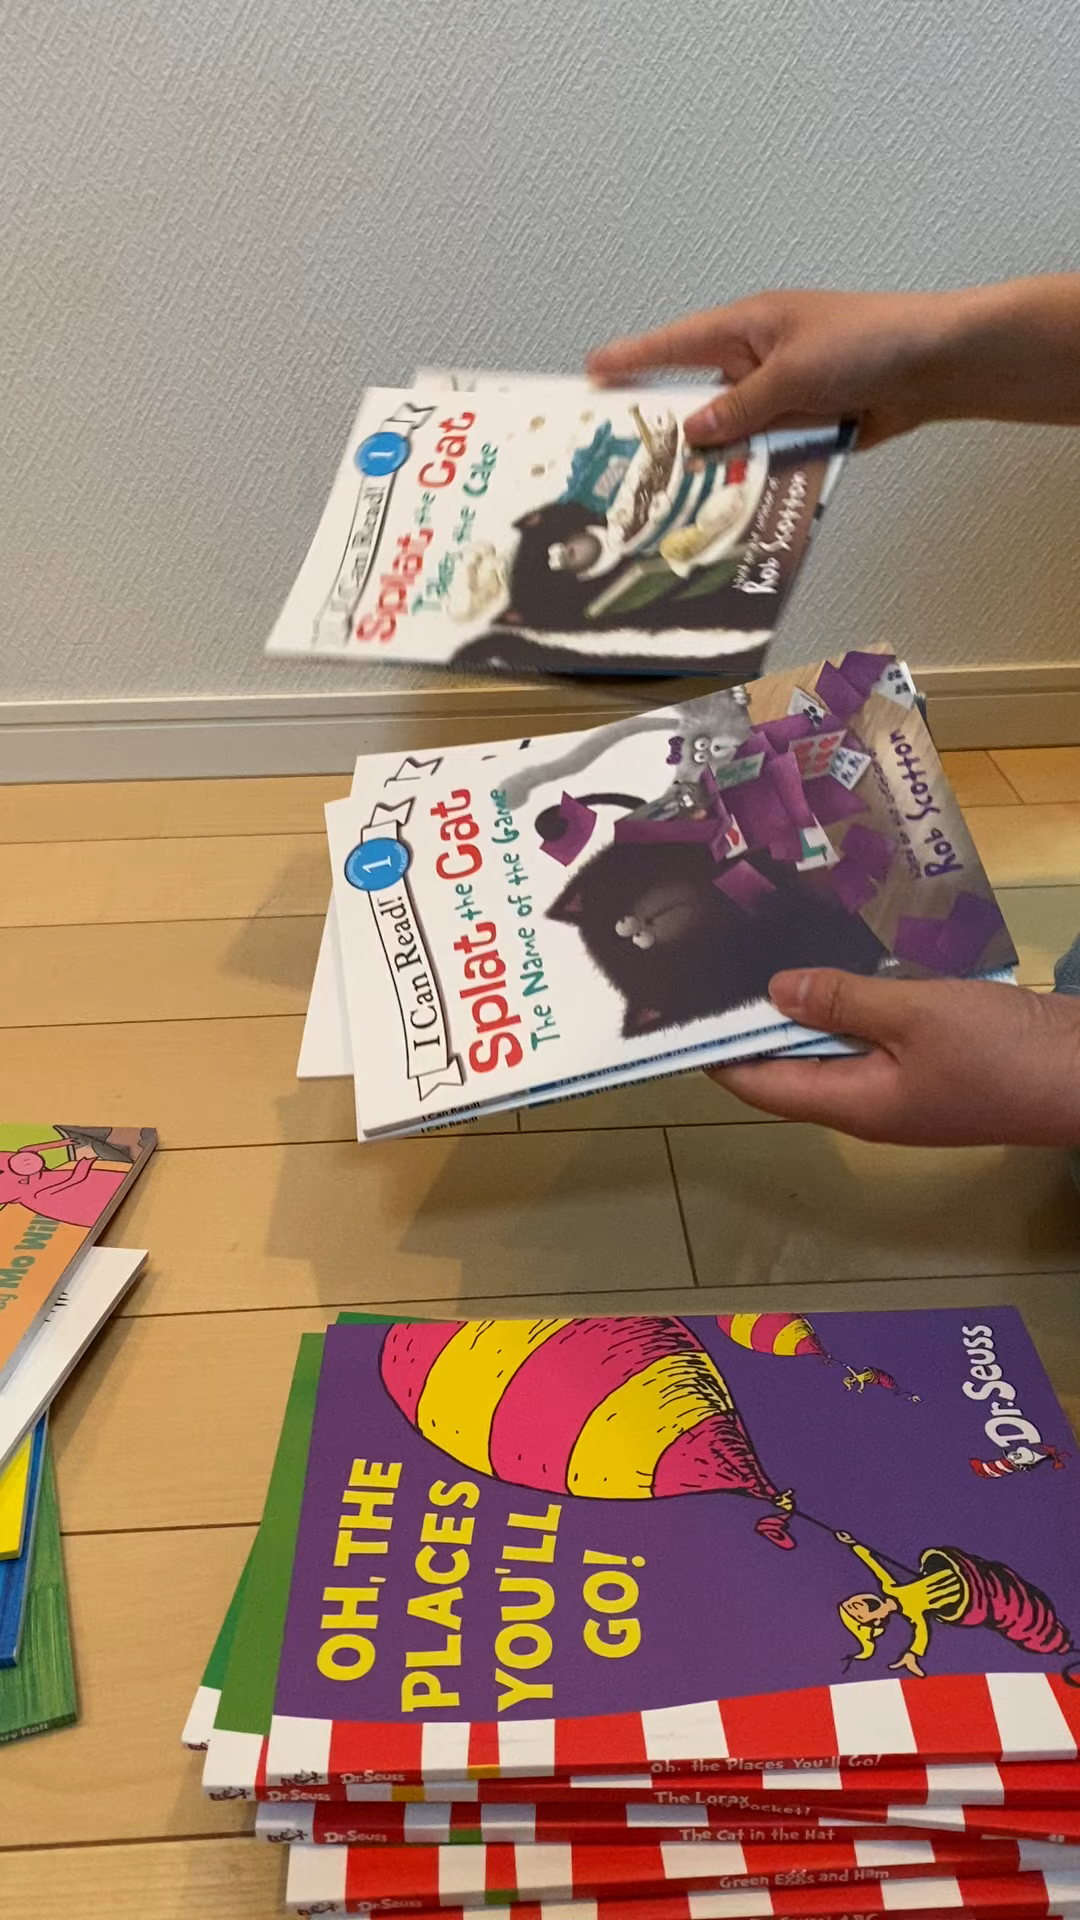 I Can Read!
1
Splat the Cat
Takes the Cake
Rob Scotton
I Can Read!
1
Splat the Cat
The Name of the Game
Rob Scotton
I Can Read!
I Can Read!
by Mo Wil
OH, THE
PLACES
YOU'LL
GO!
Dr. Seuss
Dr. Seuss Oh, the Places You'll Go!
Dr. Seuss The Lorax
Pocket!
Dr. Seuss The Cat in the Hat
Green Eggs and Ham
Dr. Seuss